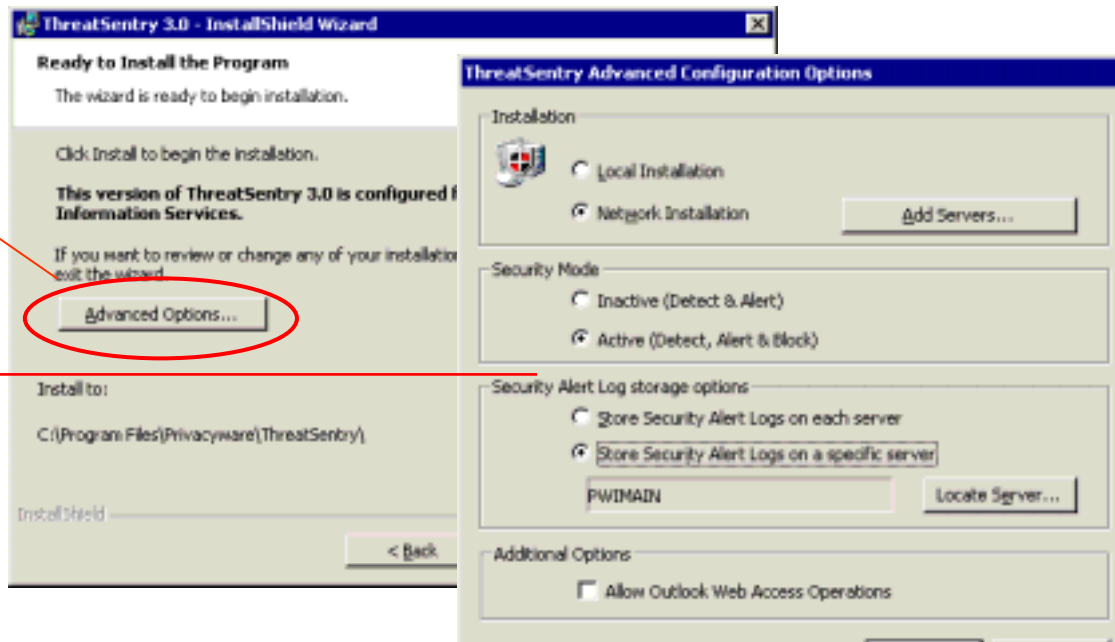 ThreatSentry 3.0 - InstallShield Wizard
Ready to Install the Program
The wizard is ready to begin installation.
Click Install to begin the installation.
This version of ThreatSentry 3.0 is configured f
Information Services.
If you want to review or change any of your installation
exit the wizard.
Advanced Options...
Install to:
C:\Program Files\Privacyware\ThreatSentry\
InstallShield
< Back
ThreatSentry Advanced Configuration Options
Installation
Local Installation
Network Installation
Add Servers...
Security Mode
Inactive (Detect & Alert)
Active (Detect, Alert & Block)
Security Alert Log storage options
Store Security Alert Logs on each server
Store Security Alert Logs on a specific server
PWIMAIN
Locate Server...
Additional Options
Allow Outlook Web Access Operations